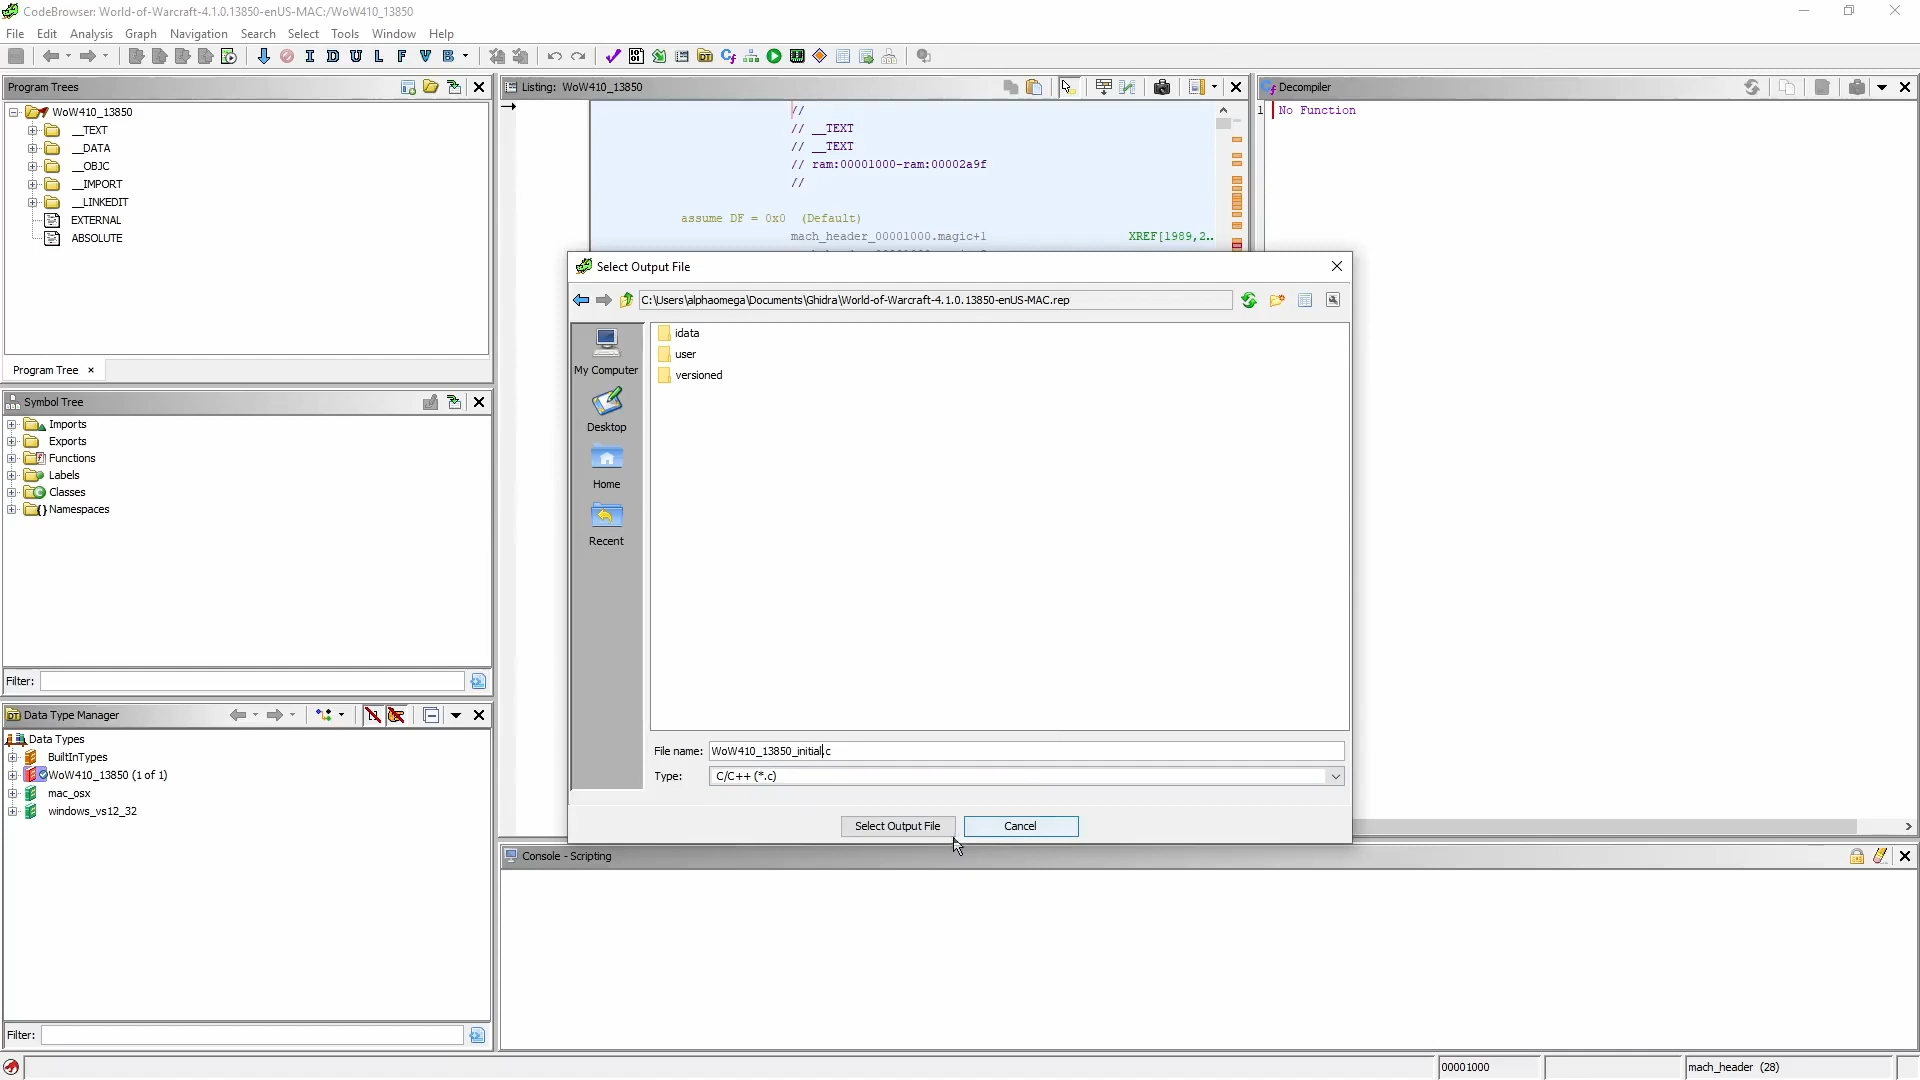 CodeBrowser: World-of-Warcraft-4.1.0.13850-enUS-MAC:/WoW410_13850
File Edit Analysis Graph Navigation Search Select Tools Window Help
I D U L F V B
Program Trees
WoW410_13850
__TEXT
__DATA
__OBJC
__IMPORT
__LINKEDIT
EXTERNAL
ABSOLUTE
Program Tree
Symbol Tree
Imports
Exports
Functions
Labels
Classes
Namespaces
Filter:
Data Type Manager
Data Types
BuiltInTypes
WoW410_13850 (1 of 1)
mac_osx
windows_vs12_32
Filter:
Listing: WoW410_13850
//
// __TEXT
// __TEXT
// ram:00001000-ram:00002a9f
//
assume DF = 0x0 (Default)
mach_header_00001000.magic+1 XREF[1989,2..
Decompiler
1 No Function
Select Output File
C:\Users\alphaomega\Documents\Ghidra\World-of-Warcraft-4.1.0.13850-enUS-MAC.rep
My Computer
Desktop
Home
Recent
idata
user
versioned
File name: WoW410_13850_initial.c
Type: C/C++ (*.c)
Select Output File
Cancel
Console - Scripting
00001000
mach_header (28)